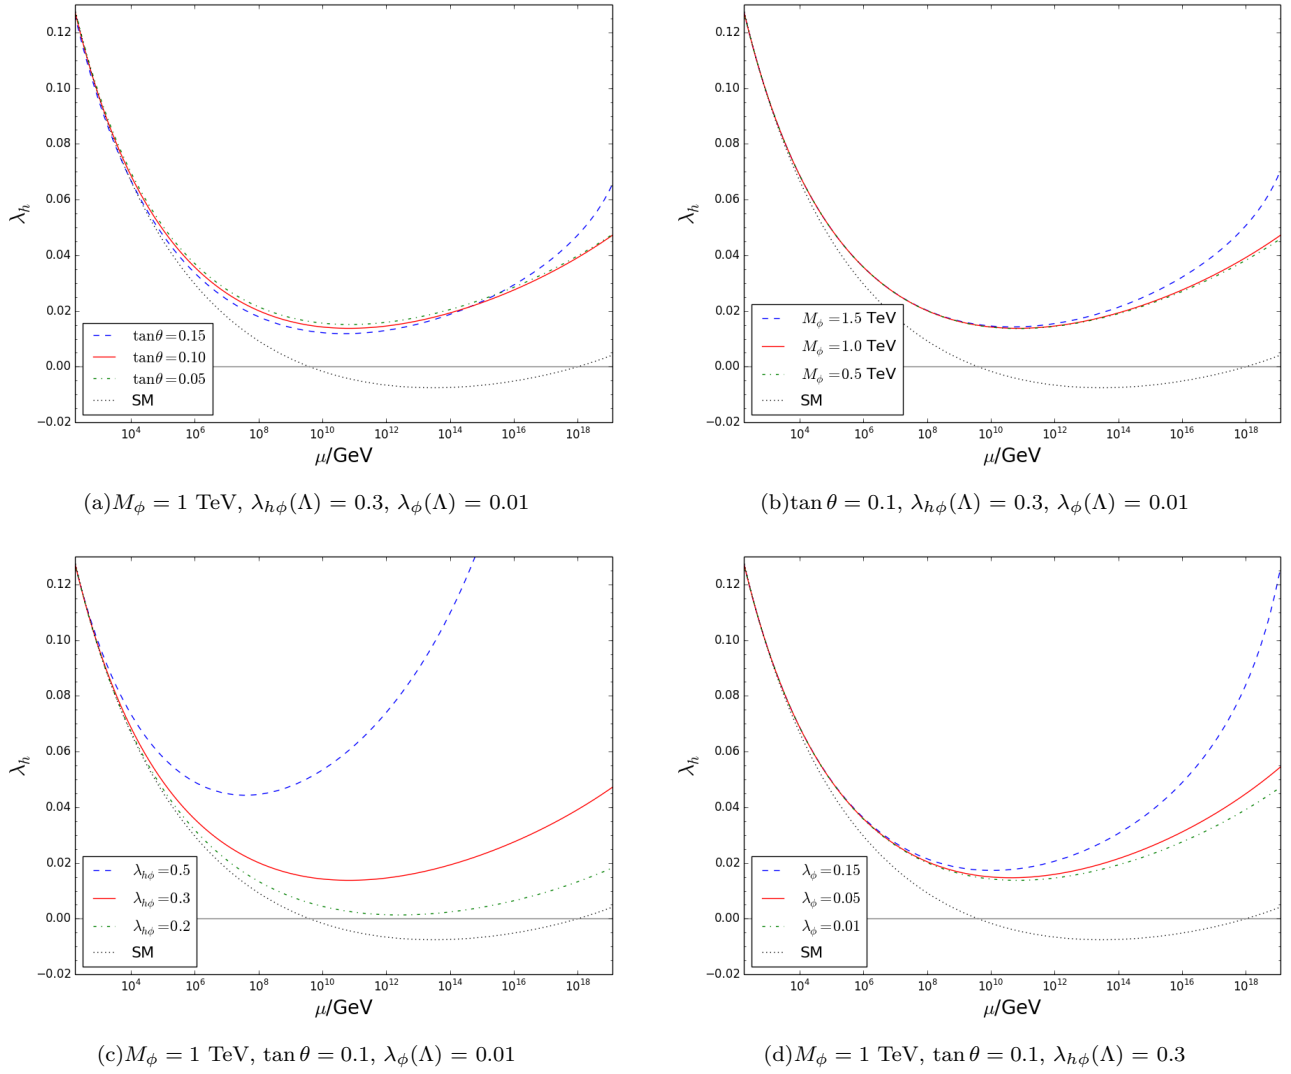 0.12
0.10
0.08
0.06
0.04
0.02
0.00
−0.02
λ_h
tanθ=0.15
tanθ=0.10
tanθ=0.05
SM
10^4 10^6 10^8 10^10 10^12 10^14 10^16 10^18
μ/GeV
(a)M_ϕ = 1 TeV, λ_hϕ(Λ) = 0.3, λ_ϕ(Λ) = 0.01
0.12
0.10
0.08
0.06
0.04
0.02
0.00
−0.02
λ_h
M_ϕ=1.5 TeV
M_ϕ=1.0 TeV
M_ϕ=0.5 TeV
SM
10^4 10^6 10^8 10^10 10^12 10^14 10^16 10^18
μ/GeV
(b)tan θ = 0.1, λ_hϕ(Λ) = 0.3, λ_ϕ(Λ) = 0.01
0.12
0.10
0.08
0.06
0.04
0.02
0.00
−0.02
λ_h
λ_hϕ=0.5
λ_hϕ=0.3
λ_hϕ=0.2
SM
10^4 10^6 10^8 10^10 10^12 10^14 10^16 10^18
μ/GeV
(c)M_ϕ = 1 TeV, tan θ = 0.1, λ_ϕ(Λ) = 0.01
0.12
0.10
0.08
0.06
0.04
0.02
0.00
−0.02
λ_h
λ_ϕ=0.15
λ_ϕ=0.05
λ_ϕ=0.01
SM
10^4 10^6 10^8 10^10 10^12 10^14 10^16 10^18
μ/GeV
(d)M_ϕ = 1 TeV, tan θ = 0.1, λ_hϕ(Λ) = 0.3